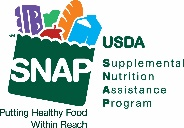 SNAP
Putting Healthy Food
Within Reach
USDA
Supplemental
Nutrition
Assistance
Program